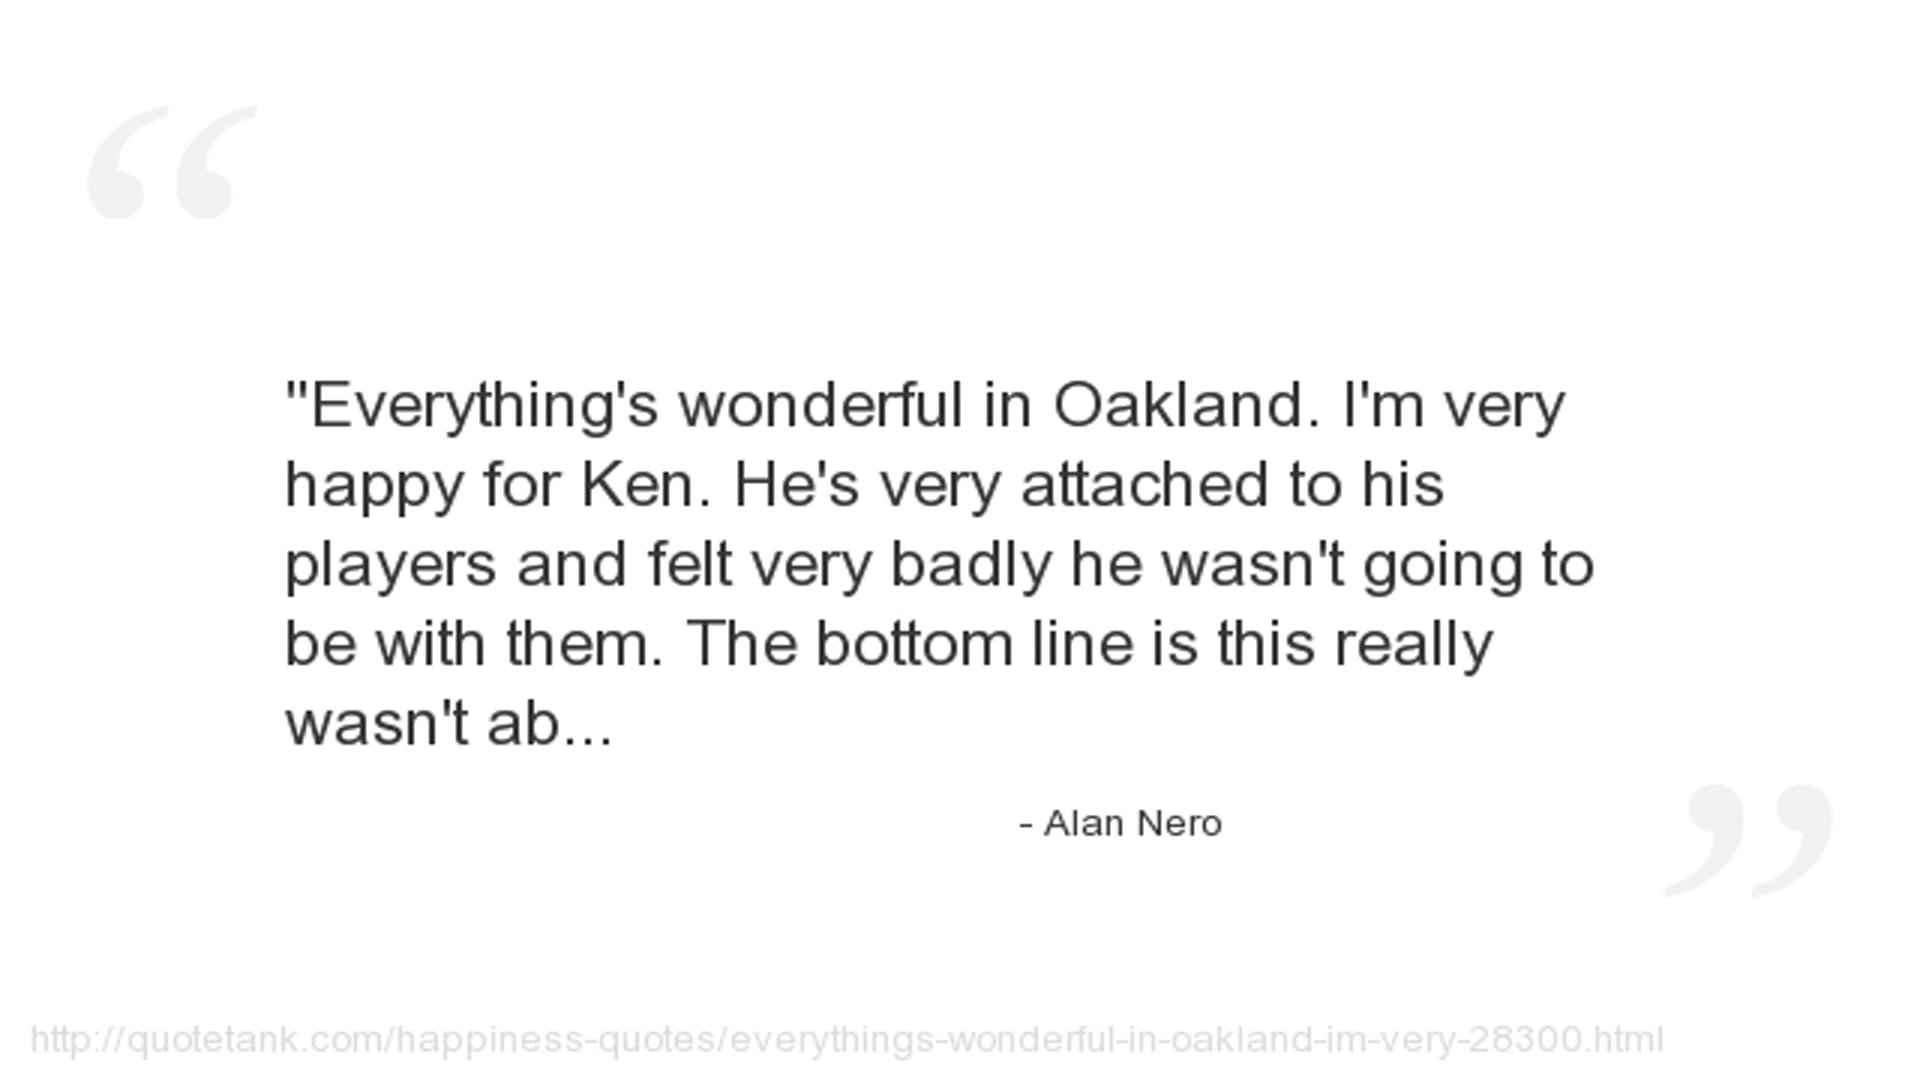 "Everything's wonderful in Oakland. I'm very
happy for Ken. He's very attached to his
players and felt very badly he wasn't going to
be with them. The bottom line is this really
wasn't ab...
- Alan Nero
http://quotetank.com/happiness-quotes/everythings-wonderful-in-oakland-im-very-28300.html